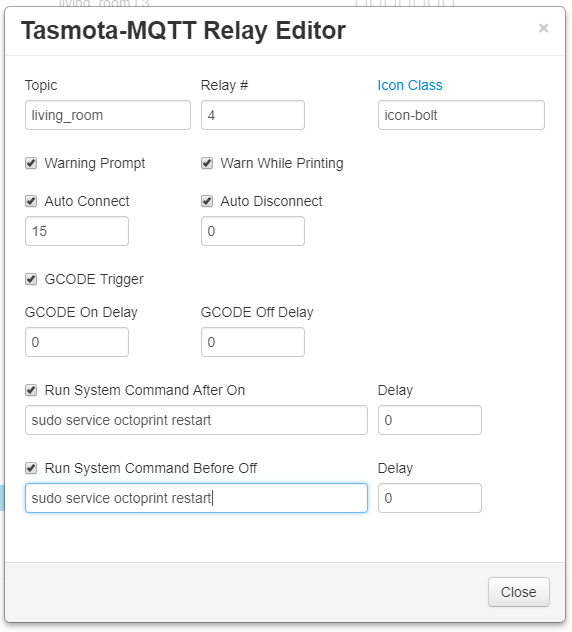 living_room | 3
Tasmota-MQTT Relay Editor ×
Topic Relay # Icon Class
living_room 4 icon-bolt
Warning Prompt Warn While Printing
Auto Connect Auto Disconnect
15 0
GCODE Trigger
GCODE On Delay GCODE Off Delay
0 0
Run System Command After On Delay
sudo service octoprint restart 0
Run System Command Before Off Delay
sudo service octoprint restart 0
Close